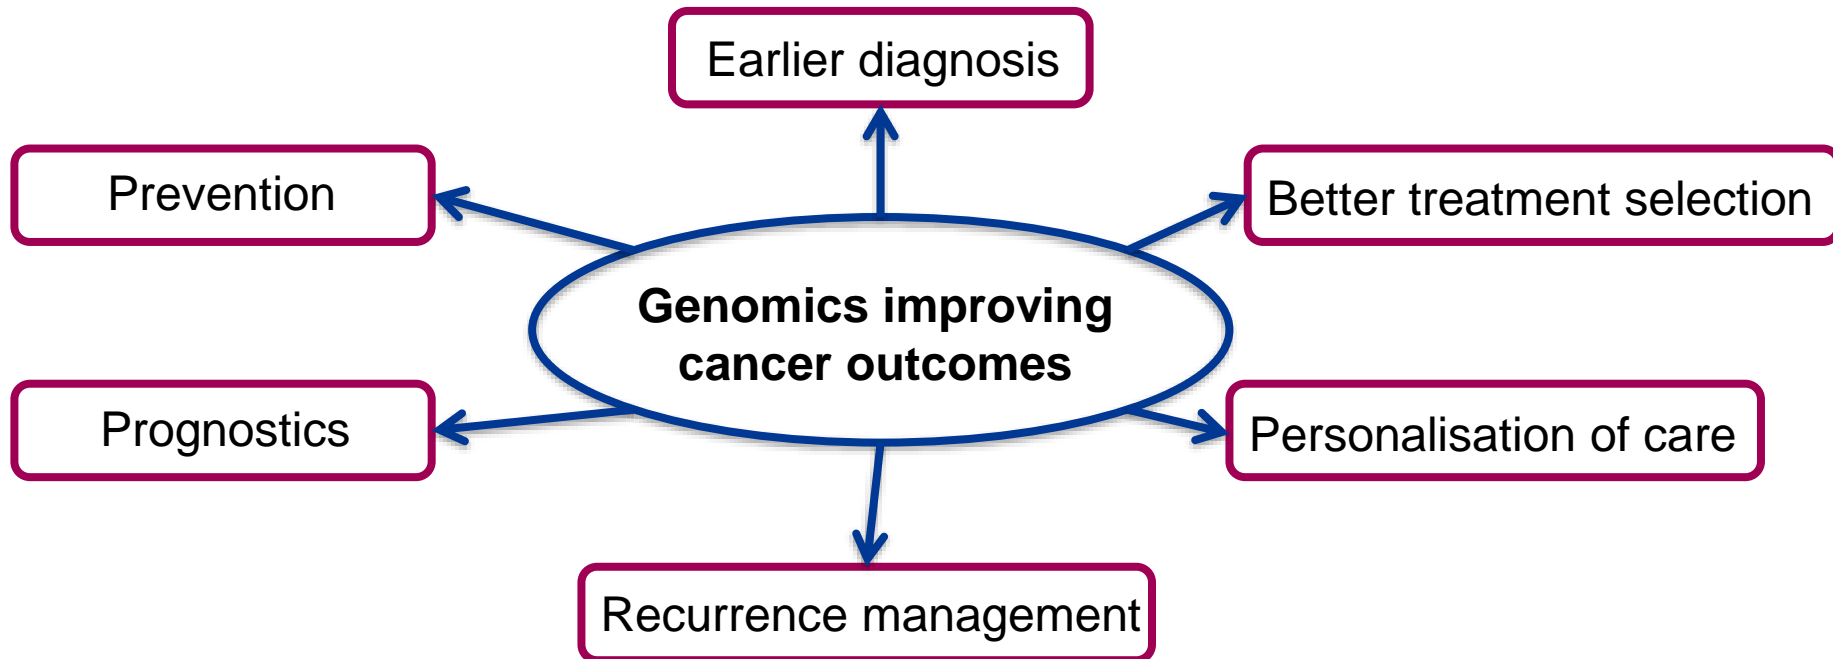 Earlier diagnosis
Prevention
Better treatment selection
Genomics improving
cancer outcomes
Prognostics
Personalisation of care
Recurrence management